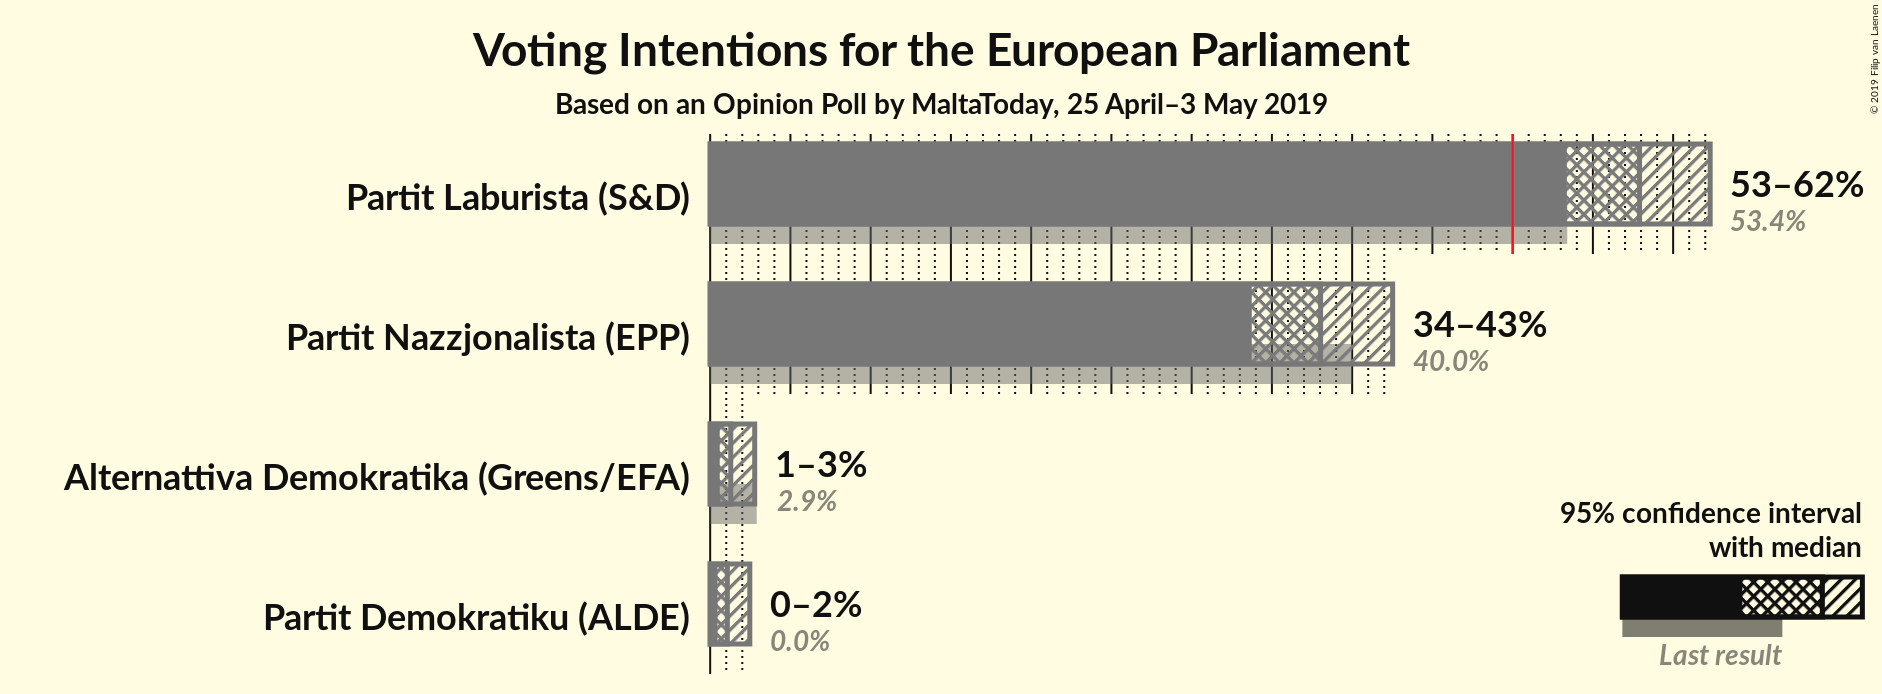 Voting Intentions for the European Parliament
Based on an Opinion Poll by MaltaToday, 25 April–3 May 2019
© 2019 Filip van Laenen
Partit Laburista (S&D)
53–62%
53.4%
Partit Nazzjonalista (EPP)
34–43%
40.0%
Alternattiva Demokratika (Greens/EFA)
1–3%
2.9%
Partit Demokratiku (ALDE)
0–2%
0.0%
95% confidence interval
with median
Last result